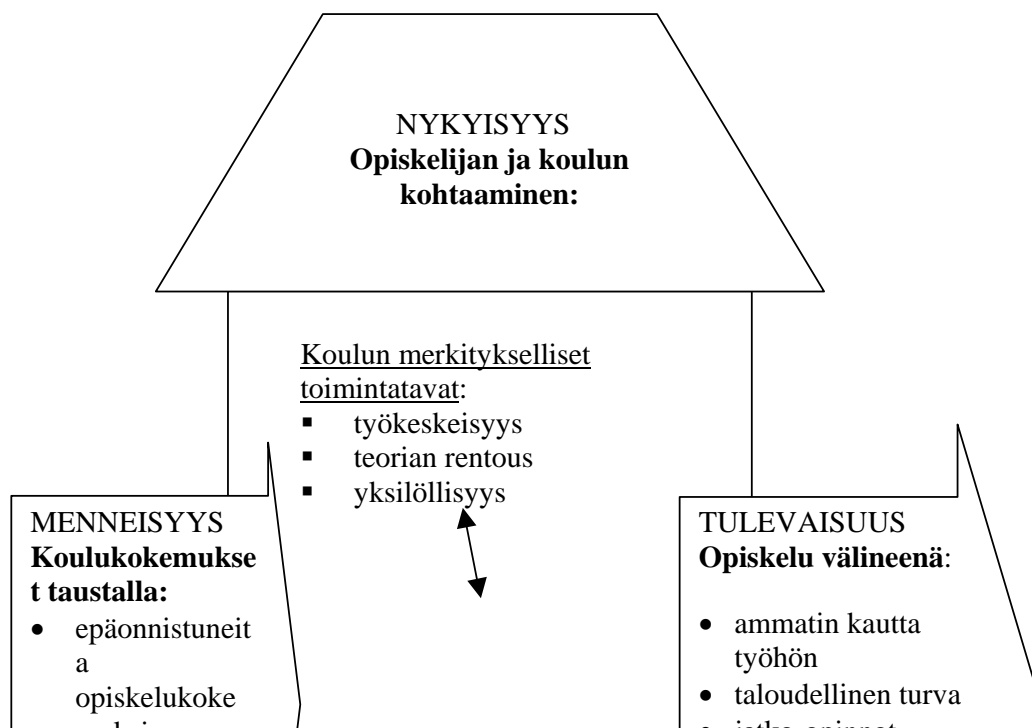 NYKYISYYS
Opiskelijan ja koulun
kohtaaminen:
Koulun merkitykselliset
toimintatavat:
▪ työkeskeisyys
▪ teorian rentous
▪ yksilöllisyys
MENNEISYYS
Koulukokemukse
t taustalla:
• epäonnistuneit
a
opiskelukoke
TULEVAISUUS
Opiskelu välineenä:
• ammatin kautta
työhön
• taloudellinen turva